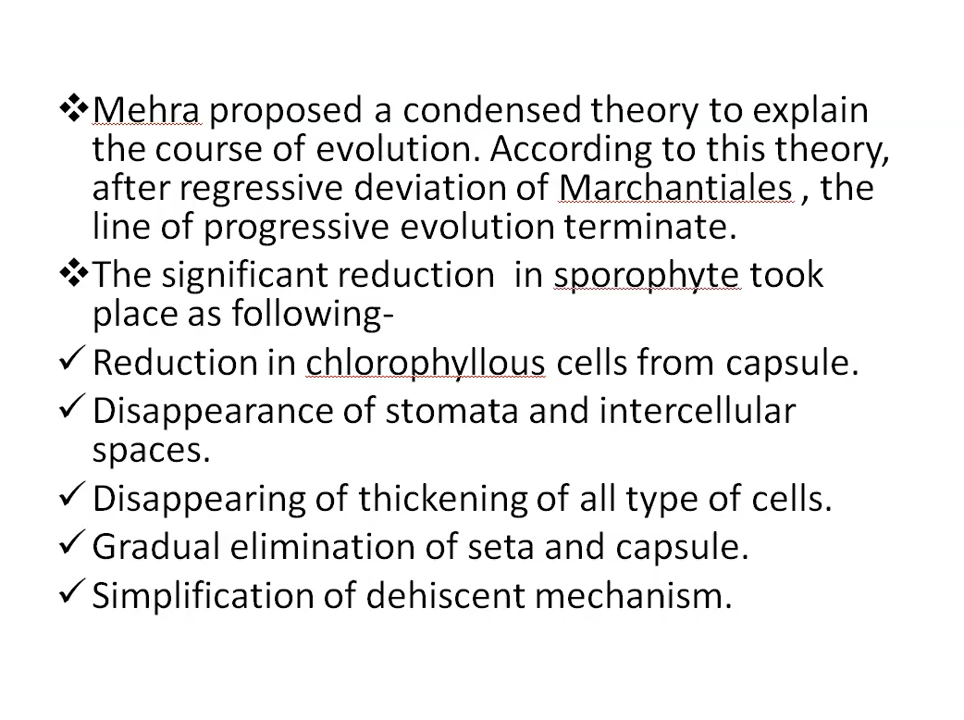 ❖Mehra proposed a condensed theory to explain
the course of evolution. According to this theory,
after regressive deviation of Marchantiales , the
line of progressive evolution terminate.
❖The significant reduction  in sporophyte took
place as following-
✓Reduction in chlorophyllous cells from capsule.
✓Disappearance of stomata and intercellular
spaces.
✓Disappearing of thickening of all type of cells.
✓Gradual elimination of seta and capsule.
✓Simplification of dehiscent mechanism.